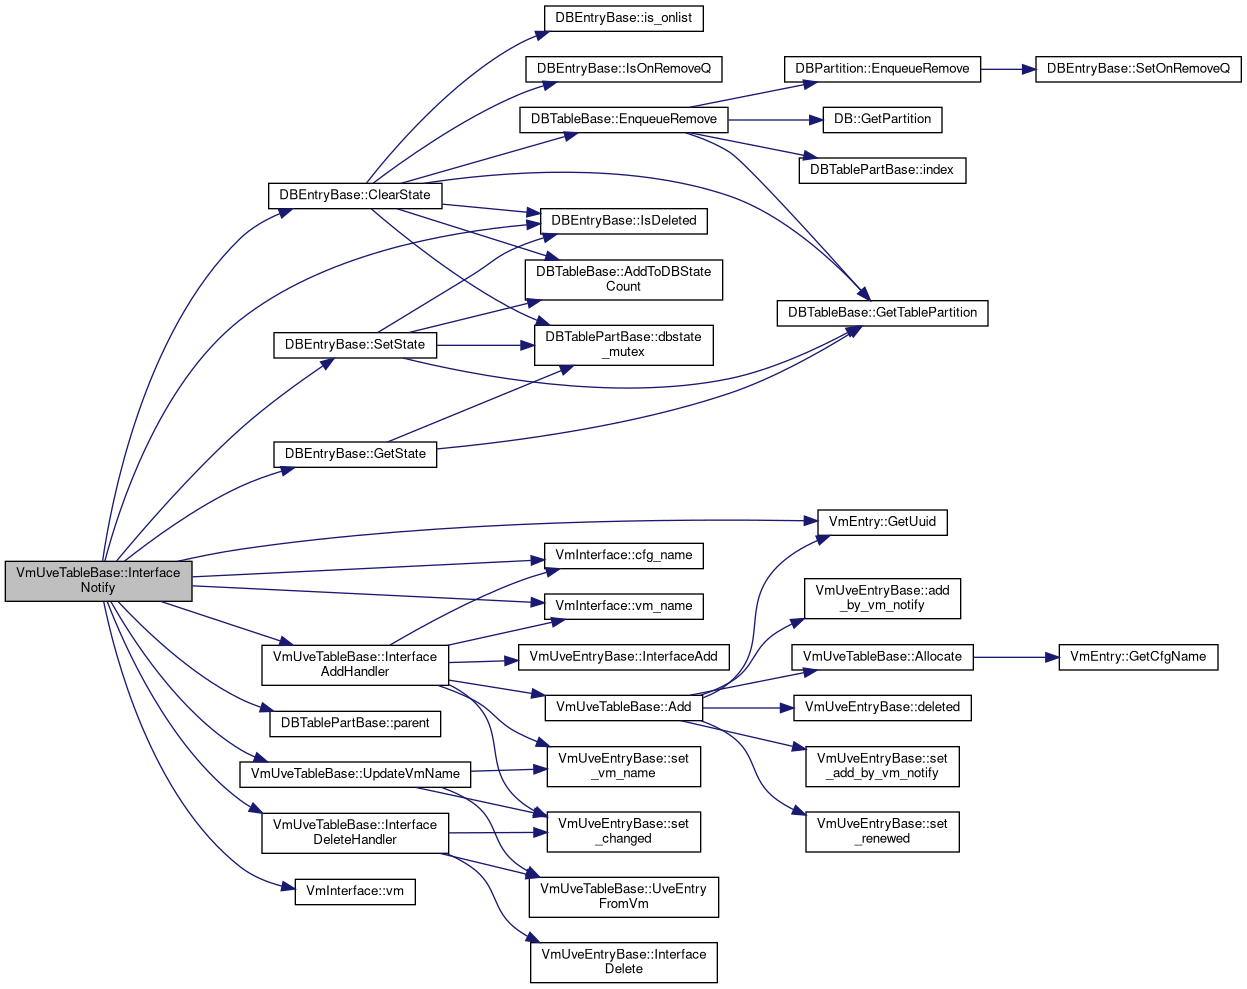 DBEntryBase::is_onlist
DBEntryBase::IsOnRemoveQ
DBPartition::EnqueueRemove
DBEntryBase::SetOnRemoveQ
DBTableBase::EnqueueRemove
DB::GetPartition
DBTablePartBase::index
DBEntryBase::ClearState
DBEntryBase::IsDeleted
DBTableBase::AddToDBState
Count
DBTableBase::GetTablePartition
DBEntryBase::SetState
DBTablePartBase::dbstate
_mutex
DBEntryBase::GetState
VmEntry::GetUuid
VmInterface::cfg_name
VmUveTableBase::Interface
Notify
VmInterface::vm_name
VmUveEntryBase::add
_by_vm_notify
VmUveTableBase::Interface
AddHandler
VmUveEntryBase::InterfaceAdd
VmUveTableBase::Allocate
VmEntry::GetCfgName
VmUveTableBase::Add
VmUveEntryBase::deleted
DBTablePartBase::parent
VmUveEntryBase::set
_vm_name
VmUveEntryBase::set
_add_by_vm_notify
VmUveTableBase::UpdateVmName
VmUveTableBase::Interface
DeleteHandler
VmUveEntryBase::set
_changed
VmUveEntryBase::set
_renewed
VmInterface::vm
VmUveTableBase::UveEntry
FromVm
VmUveEntryBase::Interface
Delete